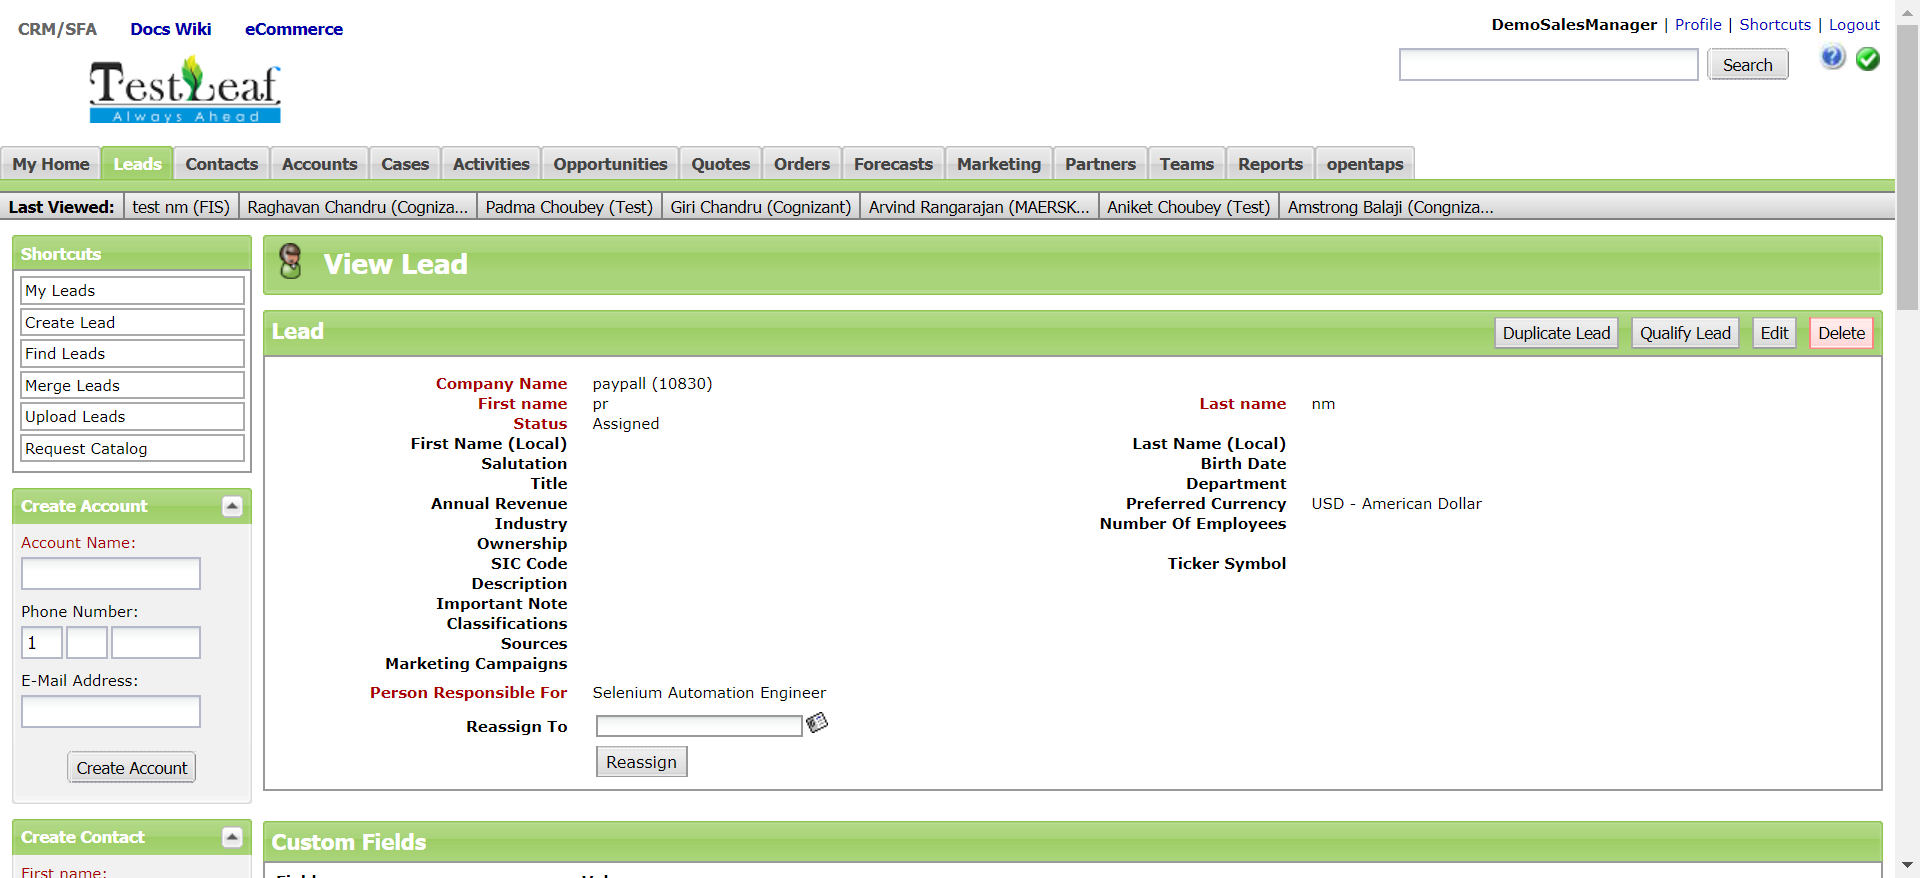 CRM/SFA Docs Wiki eCommerce
DemoSalesManager | Profile | Shortcuts | Logout
TestLeaf
Always Ahead
Search
My Home Leads Contacts Accounts Cases Activities Opportunities Quotes Orders Forecasts Marketing Partners Teams Reports opentaps
Last Viewed: test nm (FIS) Raghavan Chandru (Cogniza... Padma Choubey (Test) Giri Chandru (Cognizant) Arvind Rangarajan (MAERSK... Aniket Choubey (Test) Amstrong Balaji (Congniza...
Shortcuts
My Leads
Create Lead
Find Leads
Merge Leads
Upload Leads
Request Catalog
Create Account
Account Name:
Phone Number:
1
E-Mail Address:
Create Account
Create Contact
First name:
View Lead
Lead
Duplicate Lead Qualify Lead Edit Delete
Company Name paypall (10830)
First name pr Last name nm
Status Assigned
First Name (Local) Last Name (Local)
Salutation Birth Date
Title Department
Annual Revenue Preferred Currency USD - American Dollar
Industry Number Of Employees
Ownership
SIC Code Ticker Symbol
Description
Important Note
Classifications
Sources
Marketing Campaigns
Person Responsible For Selenium Automation Engineer
Reassign To
Reassign
Custom Fields